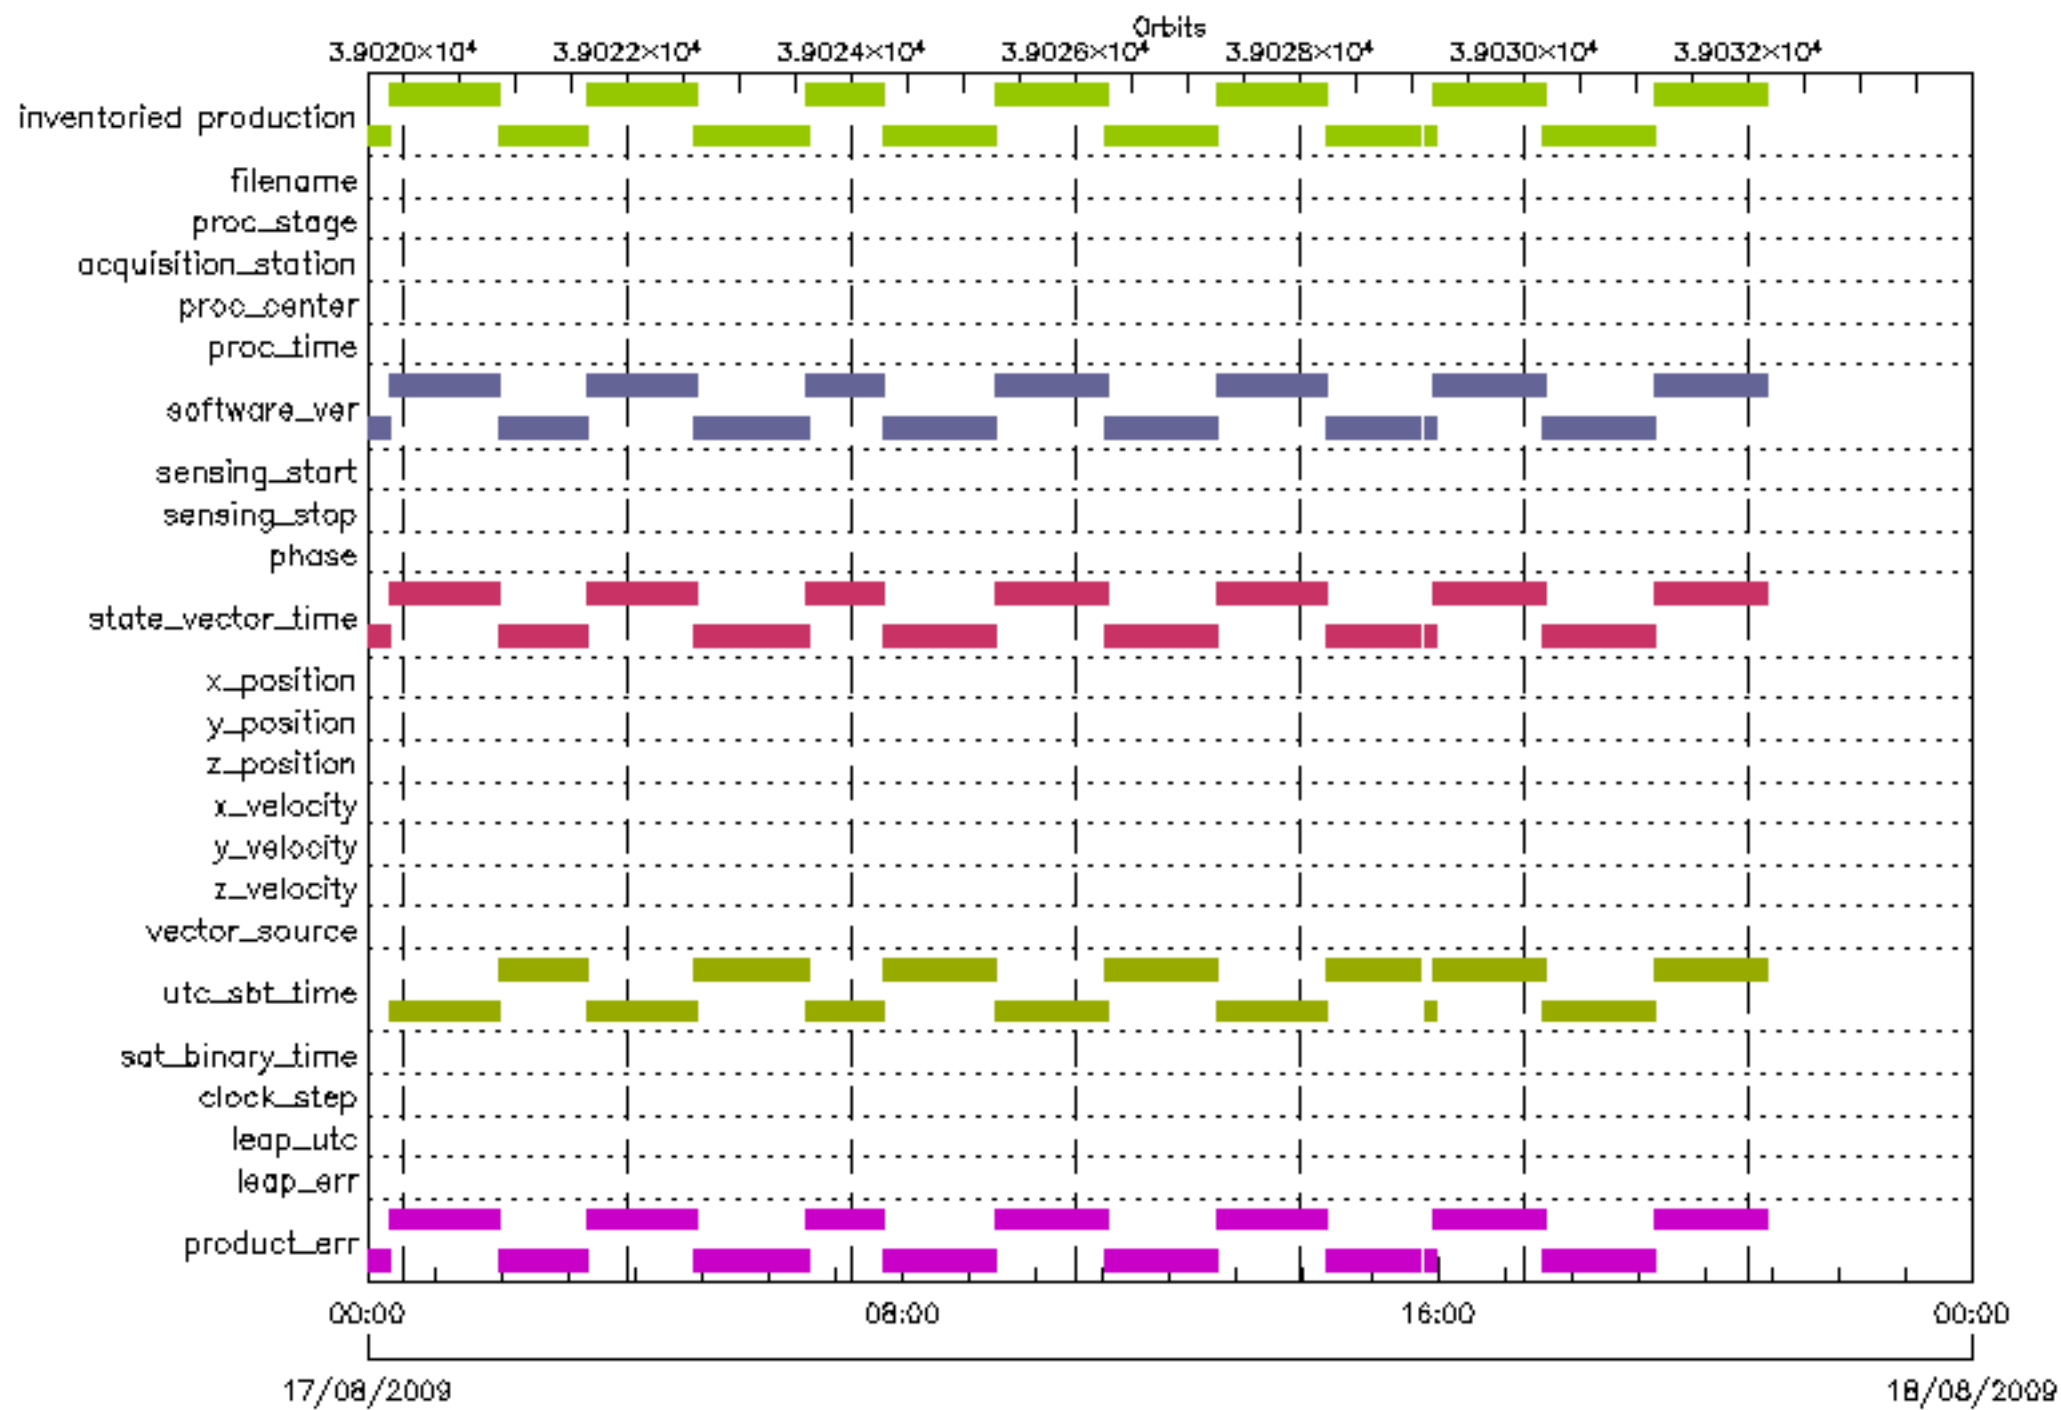 Orbits
3.9020×10⁴ 3.9022×10⁴ 3.9024×10⁴ 3.9026×10⁴ 3.9028×10⁴ 3.9030×10⁴ 3.9032×10⁴
inventoried production
filename
proc_stage
acquisition_station
proc_center
proc_time
software_ver
sensing_start
sensing_stop
phase
state_vector_time
x_position
y_position
z_position
x_velocity
y_velocity
z_velocity
vector_source
utc_sbt_time
sat_binary_time
clock_step
leap_utc
leap_err
product_err
00:00 08:00 16:00 00:00
17/08/2009 18/08/2009